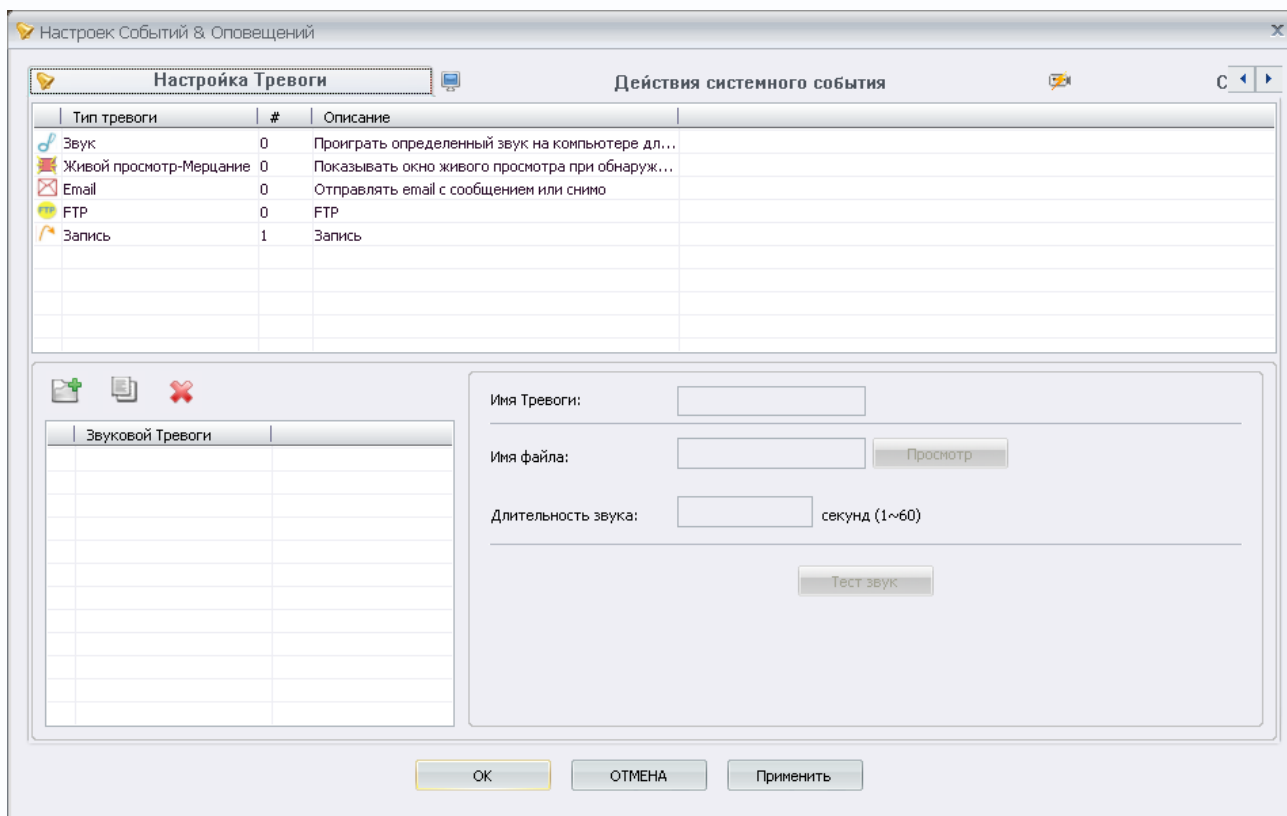 Настроек Событий & Оповещений x
Настройка Тревоги Действия системного события С
Тип тревоги # Описание
Звук 0 Проиграть определенный звук на компьютере дл...
Живой просмотр-Мерцание 0 Показывать окно живого просмотра при обнаруж...
Email 0 Отправлять email с сообщением или снимо
FTP FTP 0 FTP
Запись 1 Запись
Имя Тревоги:
Звуковой Тревоги
Имя файла: Просмотр
Длительность звука: секунд (1~60)
Тест звук
OK ОТМЕНА Применить